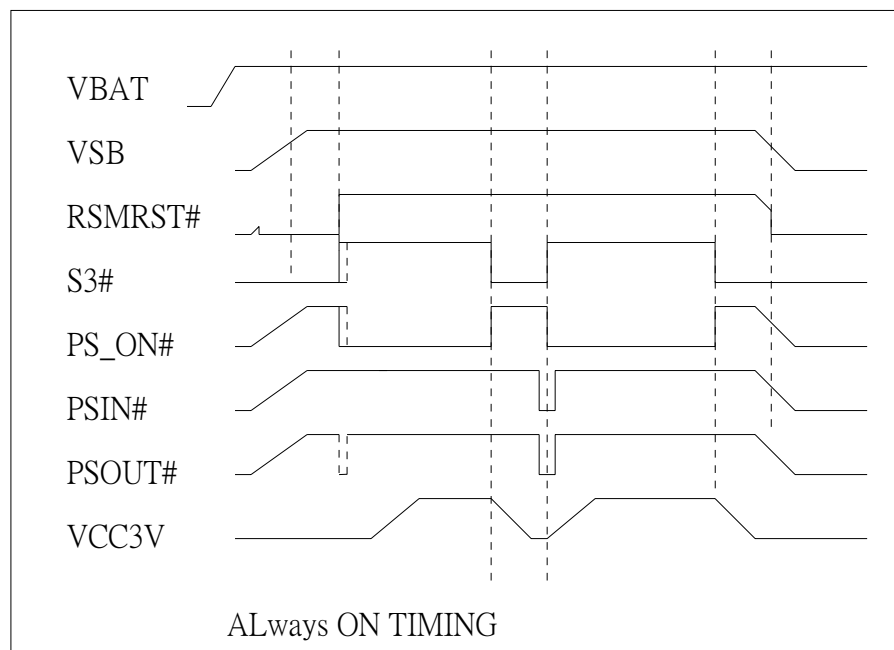 VBAT
VSB
RSMRST#
S3#
PS_ON#
PSIN#
PSOUT#
VCC3V
ALways ON TIMING